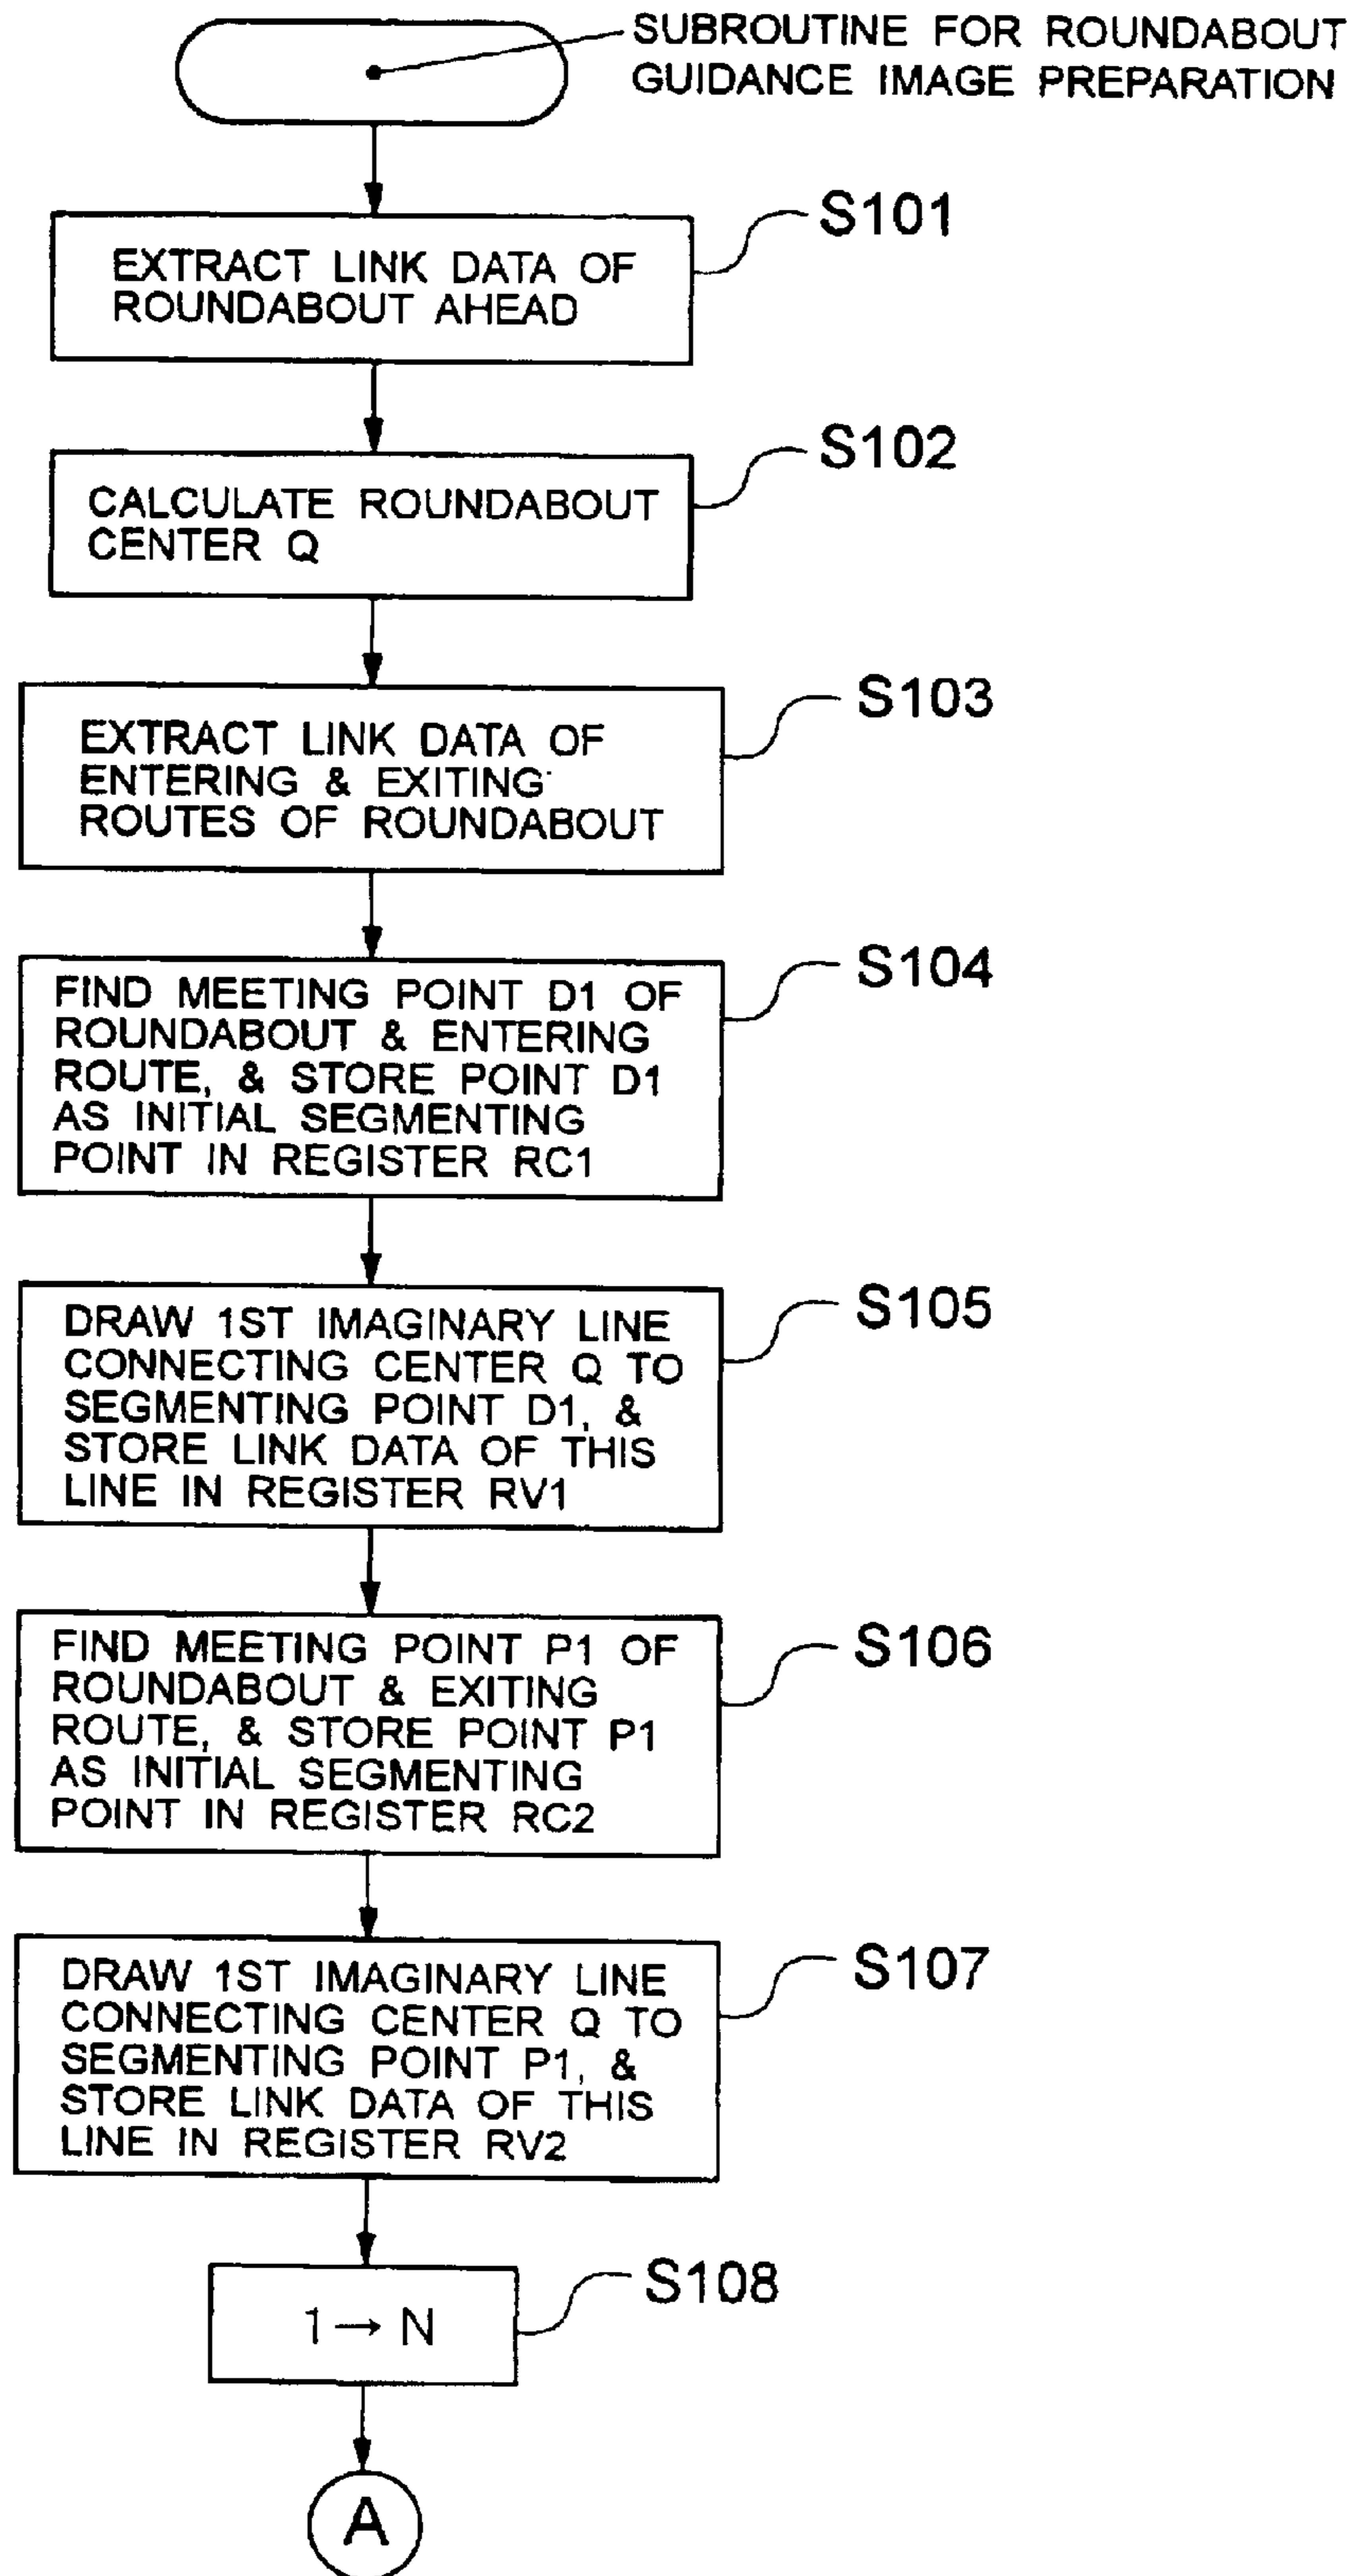 SUBROUTINE FOR ROUNDABOUT
GUIDANCE IMAGE PREPARATION
S101
EXTRACT LINK DATA OF
ROUNDABOUT AHEAD
S102
CALCULATE ROUNDABOUT
CENTER Q
S103
EXTRACT LINK DATA OF
ENTERING & EXITING
ROUTES OF ROUNDABOUT
S104
FIND MEETING POINT D1 OF
ROUNDABOUT & ENTERING
ROUTE, & STORE POINT D1
AS INITIAL SEGMENTING
POINT IN REGISTER RC1
S105
DRAW 1ST IMAGINARY LINE
CONNECTING CENTER Q TO
SEGMENTING POINT D1, &
STORE LINK DATA OF THIS
LINE IN REGISTER RV1
S106
FIND MEETING POINT P1 OF
ROUNDABOUT & EXITING
ROUTE, & STORE POINT P1
AS INITIAL SEGMENTING
POINT IN REGISTER RC2
S107
DRAW 1ST IMAGINARY LINE
CONNECTING CENTER Q TO
SEGMENTING POINT P1, &
STORE LINK DATA OF THIS
LINE IN REGISTER RV2
S108
1 → N
A